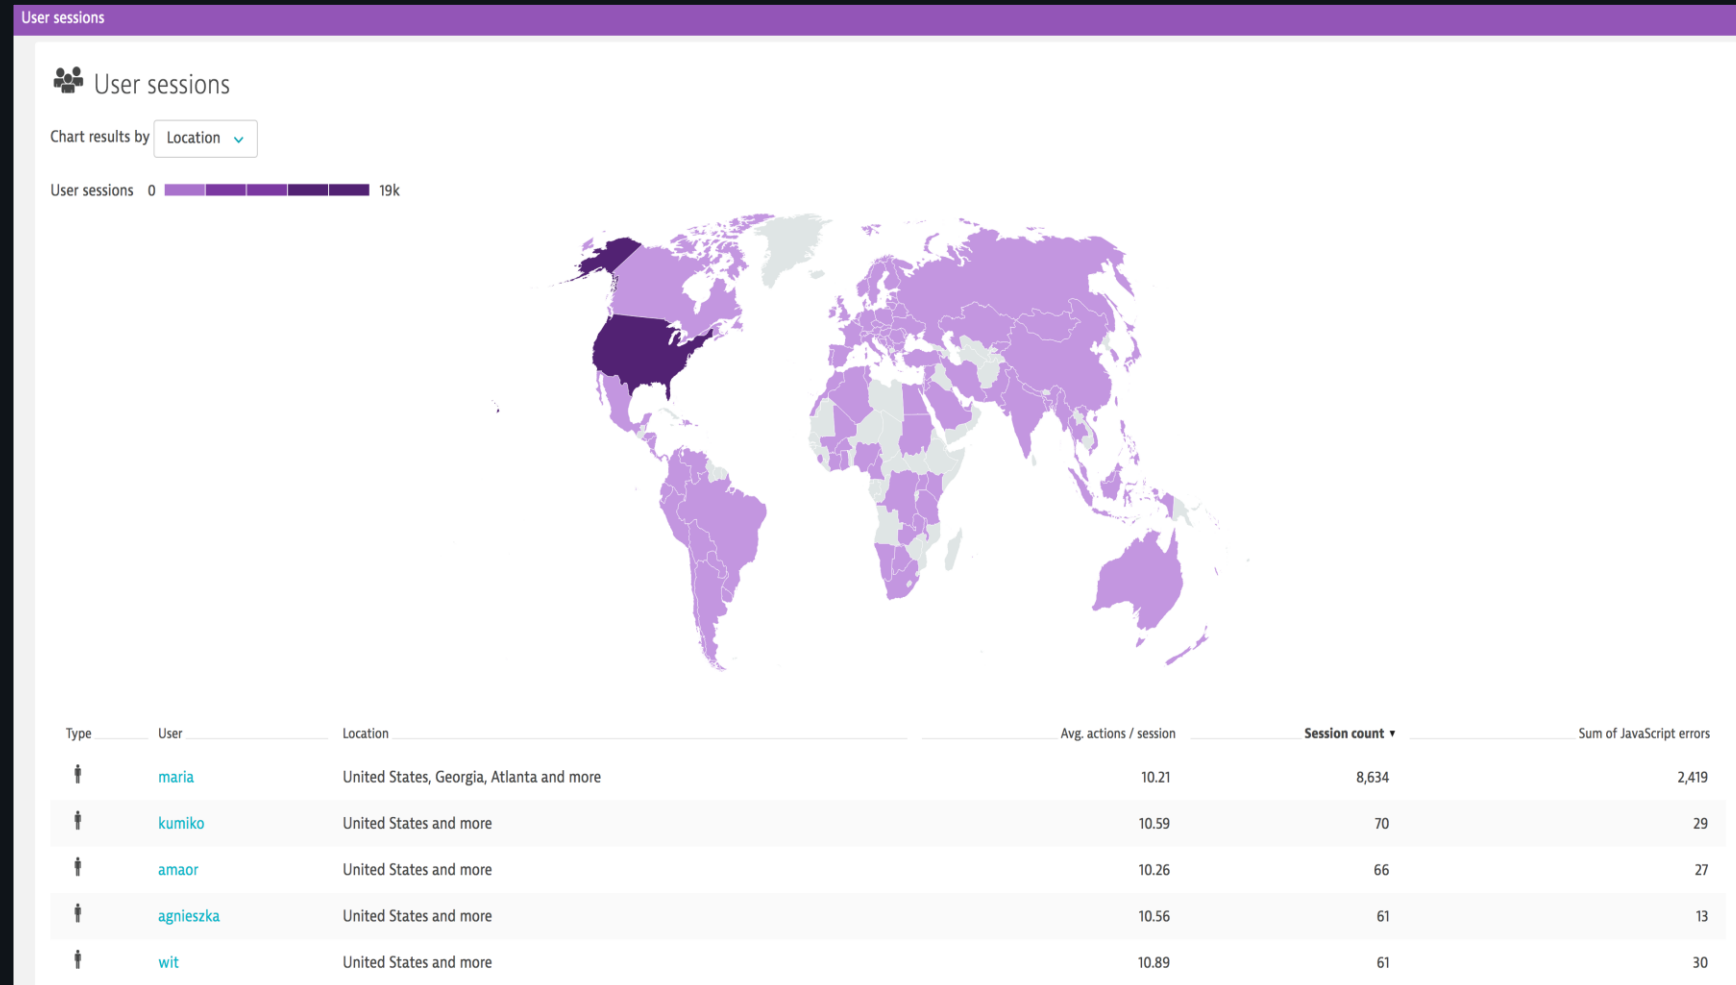 User sessions
User sessions
Chart results by Location
User sessions 0 19k
Type User Location Avg. actions / session Session count ▼ Sum of JavaScript errors
maria United States, Georgia, Atlanta and more 10.21 8,634 2,419
kumiko United States and more 10.59 70 29
amaor United States and more 10.26 66 27
agnieszka United States and more 10.56 61 13
wit United States and more 10.89 61 30